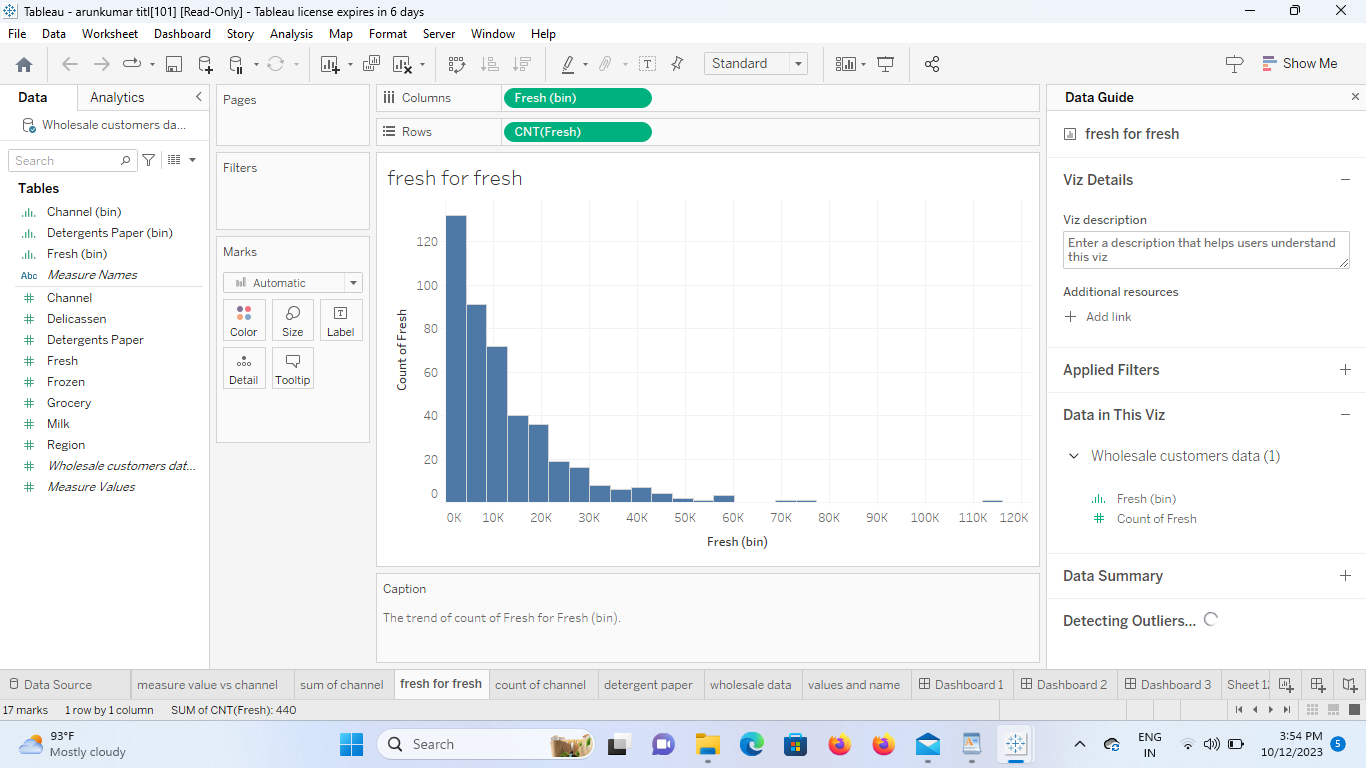 Tableau - arunkumar titl[101] [Read-Only] - Tableau license expires in 6 days
File Data Worksheet Dashboard Story Analysis Map Format Server Window Help
Standard
Show Me
Data Analytics
Wholesale customers da...
Search
Tables
Channel (bin)
Detergents Paper (bin)
Fresh (bin)
Abc Measure Names
Channel
Delicassen
Detergents Paper
Fresh
Frozen
Grocery
Milk
Region
Wholesale customers dat...
Measure Values
Pages
Filters
Marks
Automatic
Color Size Label
Detail Tooltip
Columns Fresh (bin)
Rows CNT(Fresh)
fresh for fresh
Count of Fresh
120
100
80
60
40
20
0
0K 10K 20K 30K 40K 50K 60K 70K 80K 90K 100K 110K 120K
Fresh (bin)
Caption
The trend of count of Fresh for Fresh (bin).
Data Guide
fresh for fresh
Viz Details
Viz description
Enter a description that helps users understand
this viz
Additional resources
Add link
Applied Filters
Data in This Viz
Wholesale customers data (1)
Fresh (bin)
Count of Fresh
Data Summary
Detecting Outliers...
Data Source measure value vs channel sum of channel fresh for fresh count of channel detergent paper wholesale data values and name Dashboard 1 Dashboard 2 Dashboard 3 Sheet 12
17 marks 1 row by 1 column SUM of CNT(Fresh): 440
93°F
Mostly cloudy
Search
ENG
IN
3:54 PM
10/12/2023
5